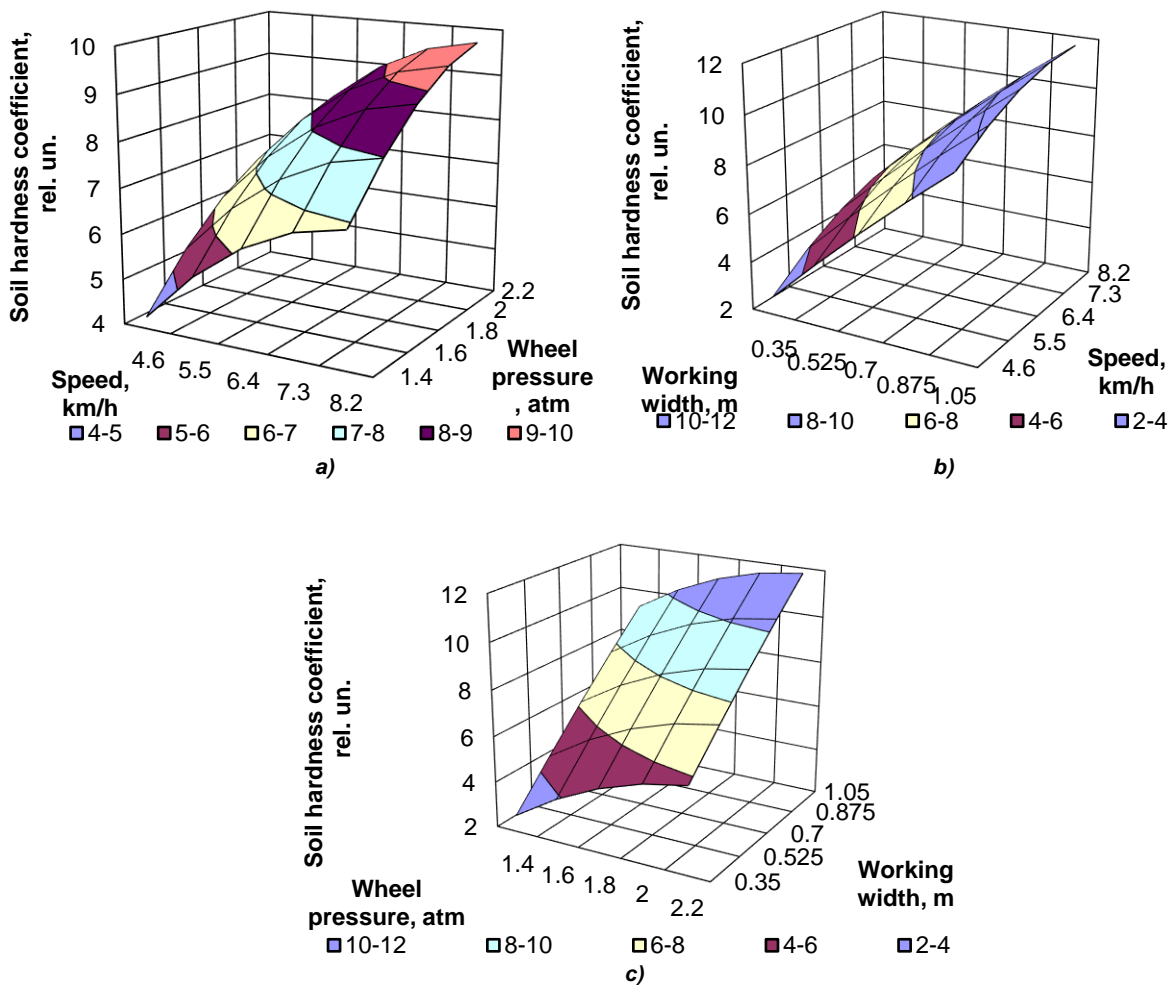 Soil hardness coefficient,
rel. un.
10
9
8
7
6
5
4
4.6
5.5
6.4
7.3
8.2
Speed,
km/h
1.4
1.6
1.8
2
2.2
Wheel
pressure
, atm
4-5 5-6 6-7 7-8 8-9 9-10
a)
Soil hardness coefficient,
rel. un.
12
10
8
6
4
2
0.35
0.525
0.7
0.875
1.05
Working
width, m
4.6
5.5
6.4
7.3
8.2
Speed,
km/h
10-12 8-10 6-8 4-6 2-4
b)
Soil hardness coefficient,
rel. un.
12
10
8
6
4
2
1.4
1.6
1.8
2
2.2
Wheel
pressure, atm
0.35
0.525
0.7
0.875
1.05
Working
width, m
10-12 8-10 6-8 4-6 2-4
c)